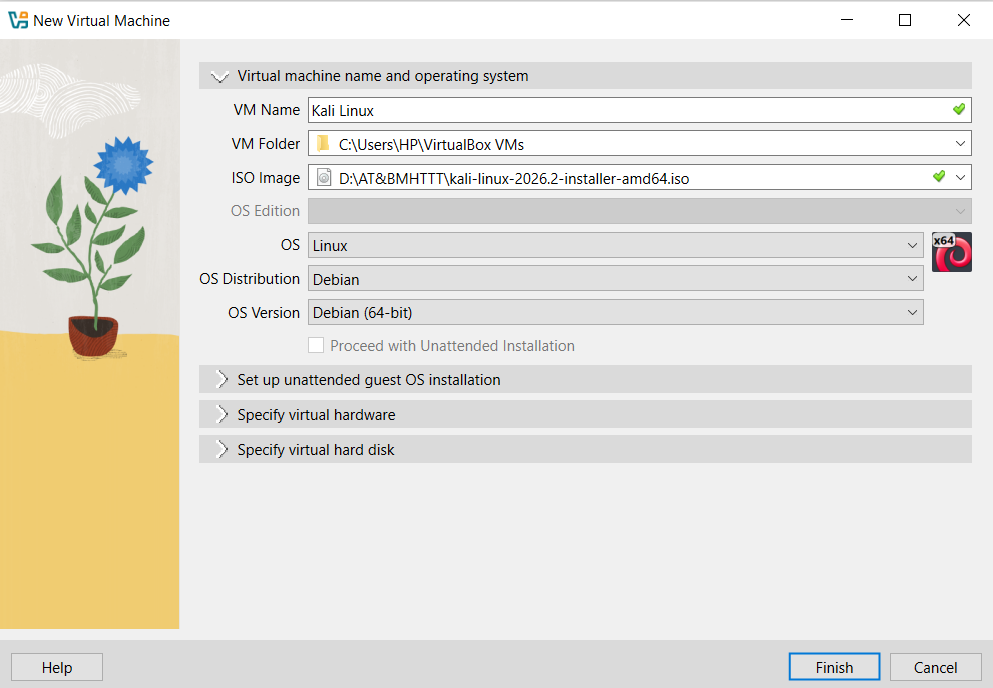 New Virtual Machine
Virtual machine name and operating system
VM Name Kali Linux
VM Folder C:\Users\HP\VirtualBox VMs
ISO Image D:\AT&BMHTTT\kali-linux-2026.2-installer-amd64.iso
OS Edition
OS Linux
x64
OS Distribution Debian
OS Version Debian (64-bit)
Proceed with Unattended Installation
Set up unattended guest OS installation
Specify virtual hardware
Specify virtual hard disk
Help Finish Cancel